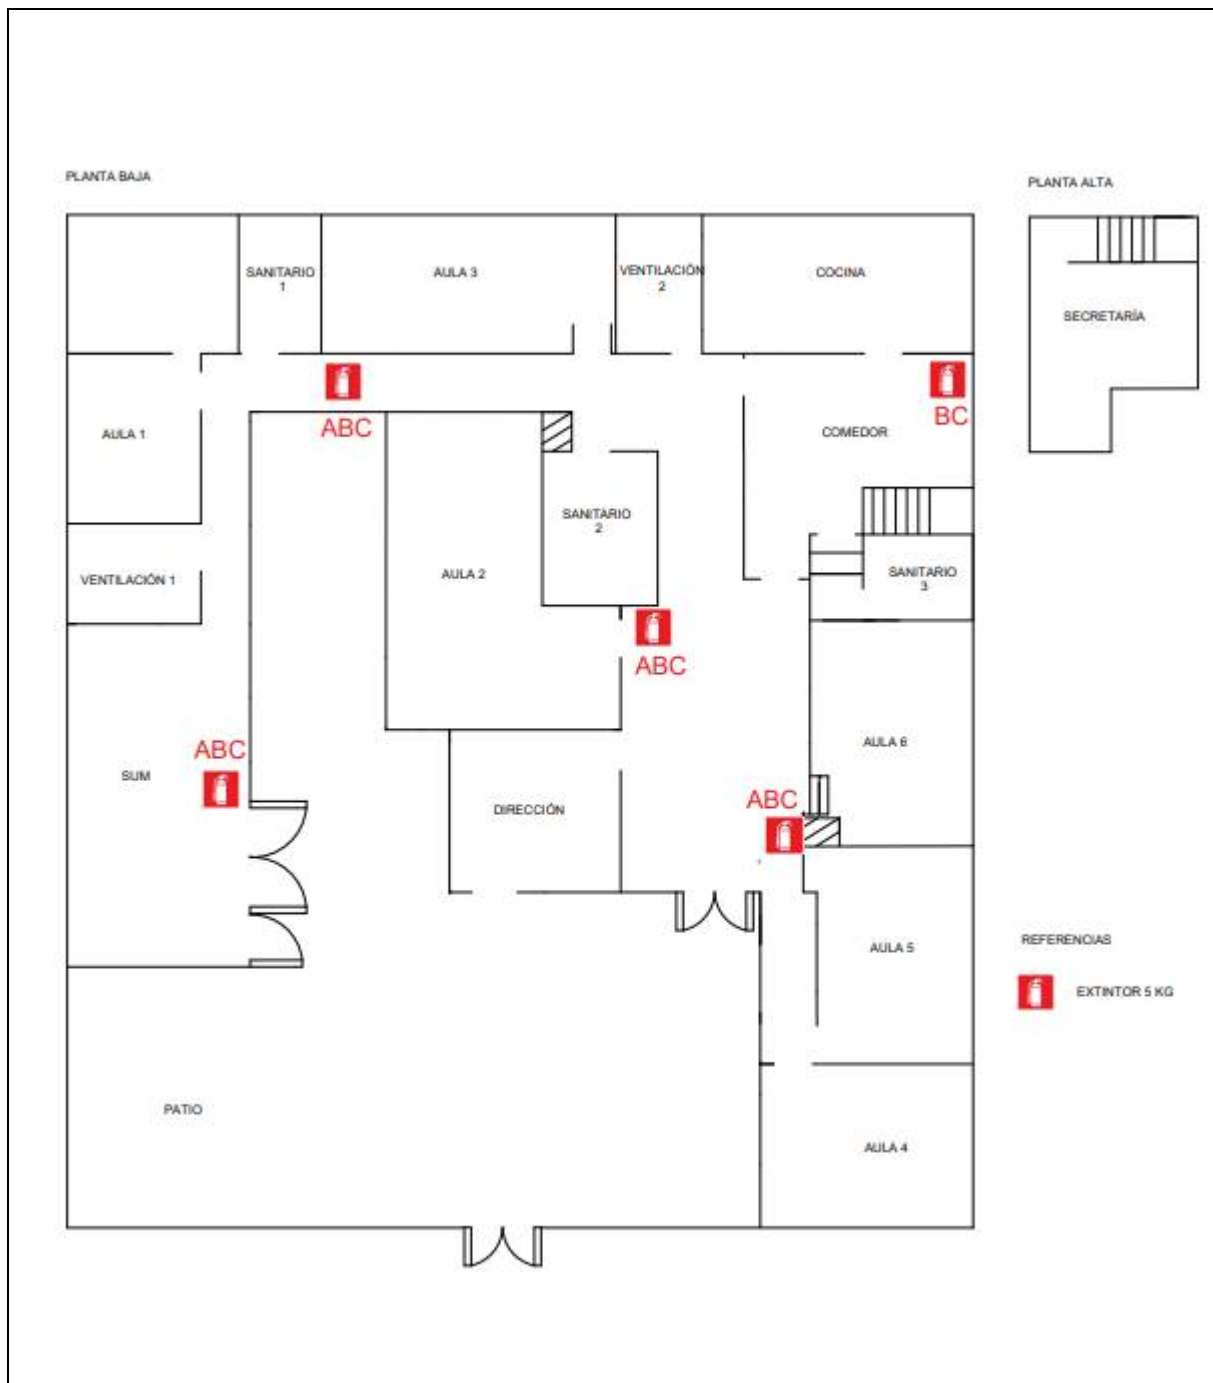 PLANTA BAJA
PLANTA ALTA
SANITARIO
1
AULA 3
VENTILACIÓN
2
COCINA
SECRETARÍA
ABC
BC
AULA 1
COMEDOR
SANITARIO
2
VENTILACIÓN 1
AULA 2
SANITARIO
3
ABC
ABC
SUM
AULA 6
ABC
DIRECCIÓN
AULA 5
REFERENCIAS
EXTINTOR 5 KG
PATIO
AULA 4